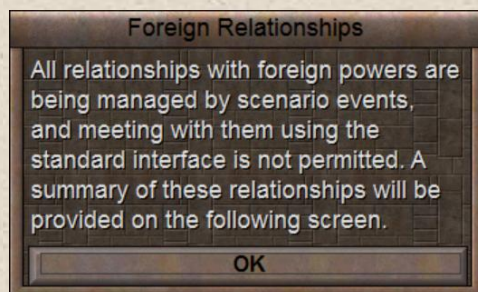 Foreign Relationships
All relationships with foreign powers are
being managed by scenario events,
and meeting with them using the
standard interface is not permitted. A
summary of these relationships will be
provided on the following screen.
OK